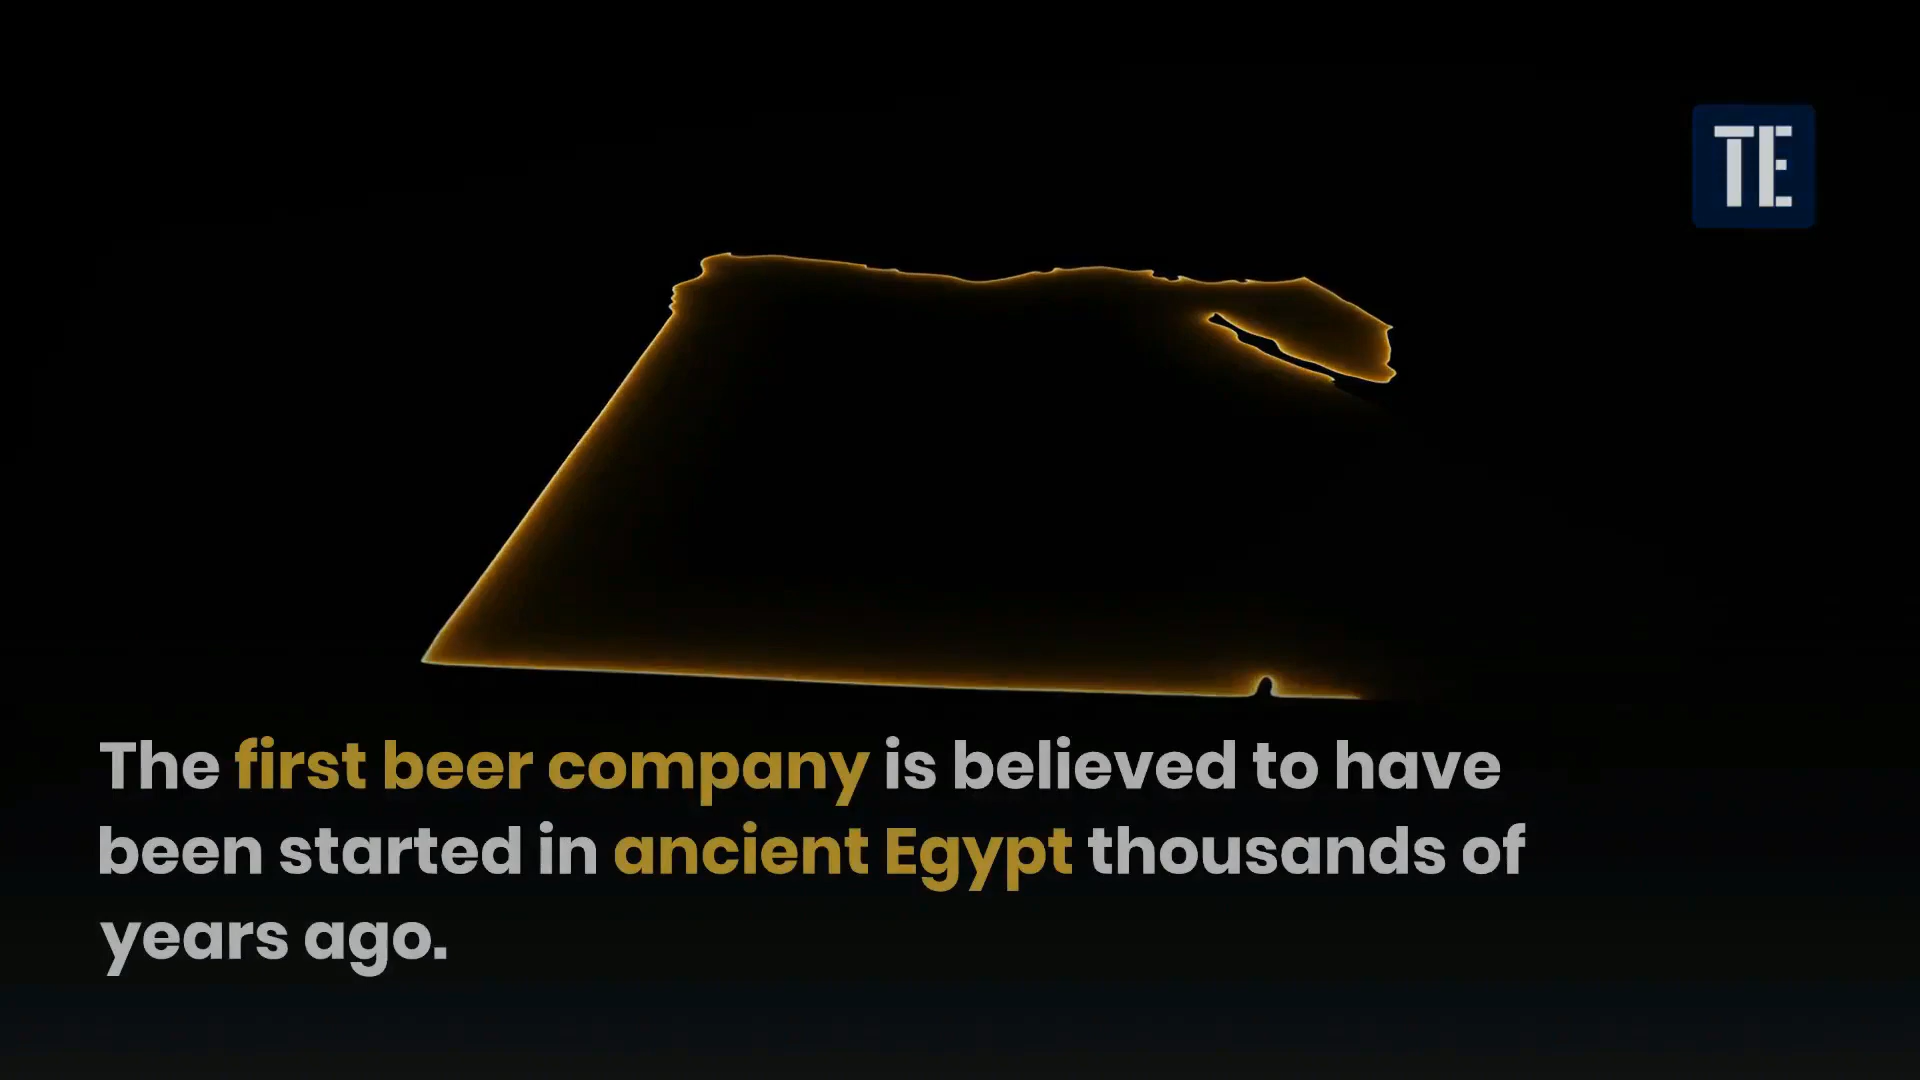 TE
The first beer company is believed to have
been started in ancient Egypt thousands of
years ago.